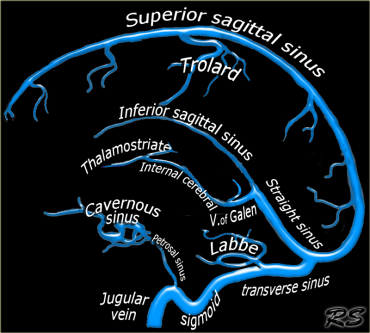 Superior sagittal sinus
Trolard
Inferior sagittal sinus
Thalamostriate
Internal cerebral
V.of Galen
Straight sinus
Cavernous
sinus
Petrosal sinus
Labbe
transverse sinus
Jugular
vein
sigmoid
RS